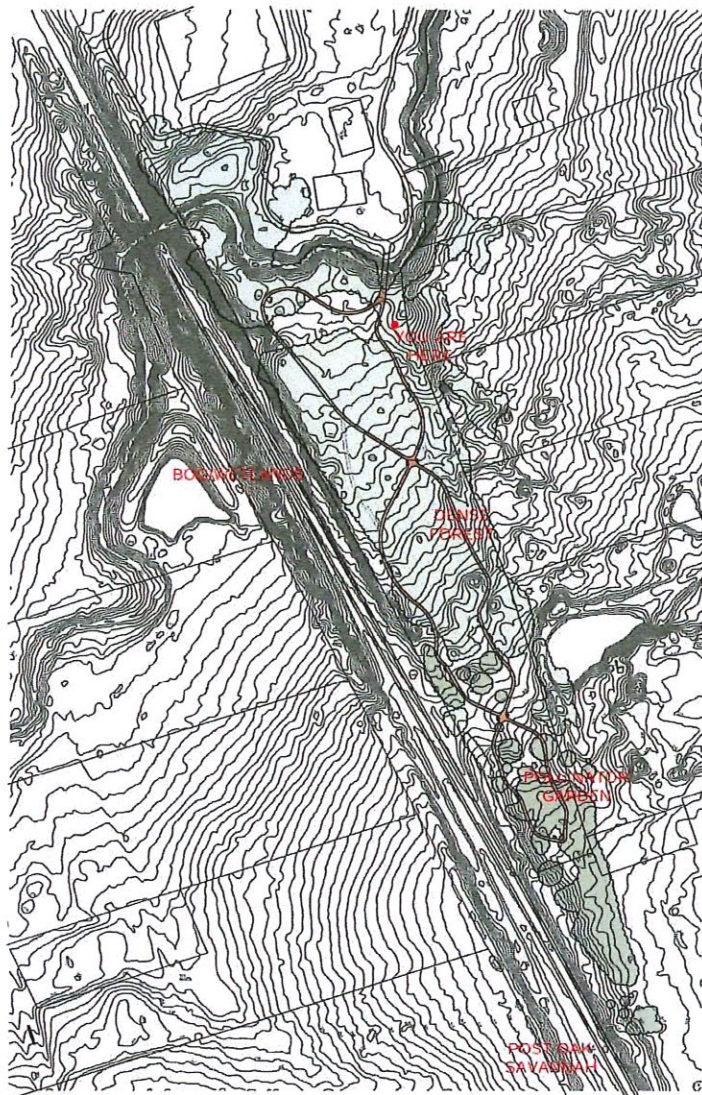 YOU ARE
HERE
BOG/WETLANDS
DENSE
FOREST
POLLINATOR
GARDEN
POST OAK
SAVANNAH